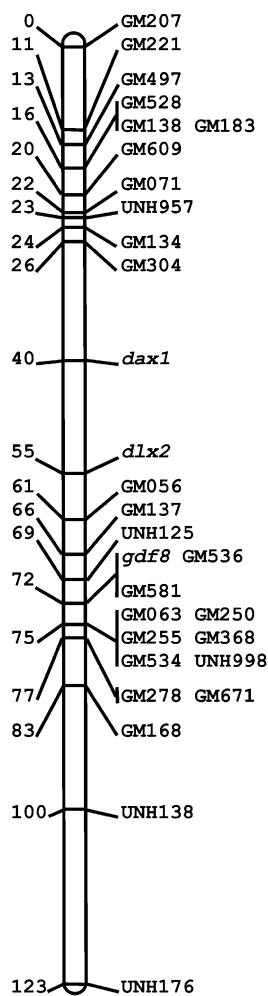 0 GM207
11 GM221
13 GM497
GM528
16 GM138 GM183
20 GM609
22 GM071
23 UNH957
24 GM134
26 GM304
40 dax1
55 dlx2
61 GM056
66 GM137
69 UNH125
gdf8 GM536
72 GM581
GM063 GM250
75 GM255 GM368
GM534 UNH998
77 GM278 GM671
83 GM168
100 UNH138
123 UNH176